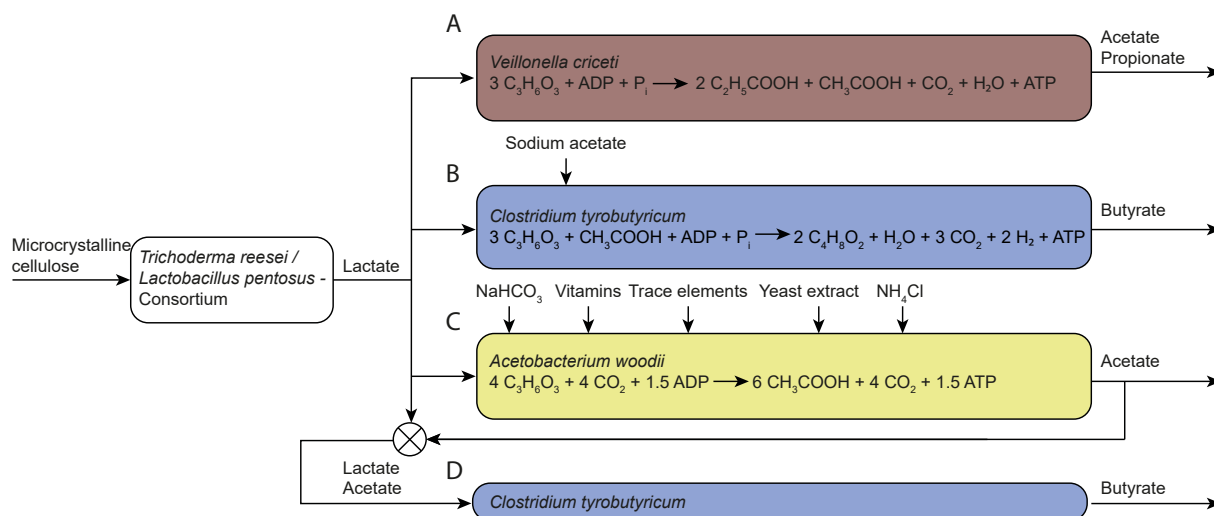 A
Veillonella criceti
3 C₃H₆O₃ + ADP + Pᵢ → 2 C₂H₅COOH + CH₃COOH + CO₂ + H₂O + ATP
Acetate
Propionate
Sodium acetate
B
Clostridium tyrobutyricum
3 C₃H₆O₃ + CH₃COOH + ADP + Pᵢ → 2 C₄H₈O₂ + H₂O + 3 CO₂ + 2 H₂ + ATP
Butyrate
Microcrystalline
cellulose
Trichoderma reesei /
Lactobacillus pentosus -
Consortium
Lactate
NaHCO₃ Vitamins Trace elements Yeast extract NH₄Cl
C
Acetobacterium woodii
4 C₃H₆O₃ + 4 CO₂ + 1.5 ADP → 6 CH₃COOH + 4 CO₂ + 1.5 ATP
Acetate
Lactate
Acetate
D
Clostridium tyrobutyricum
Butyrate